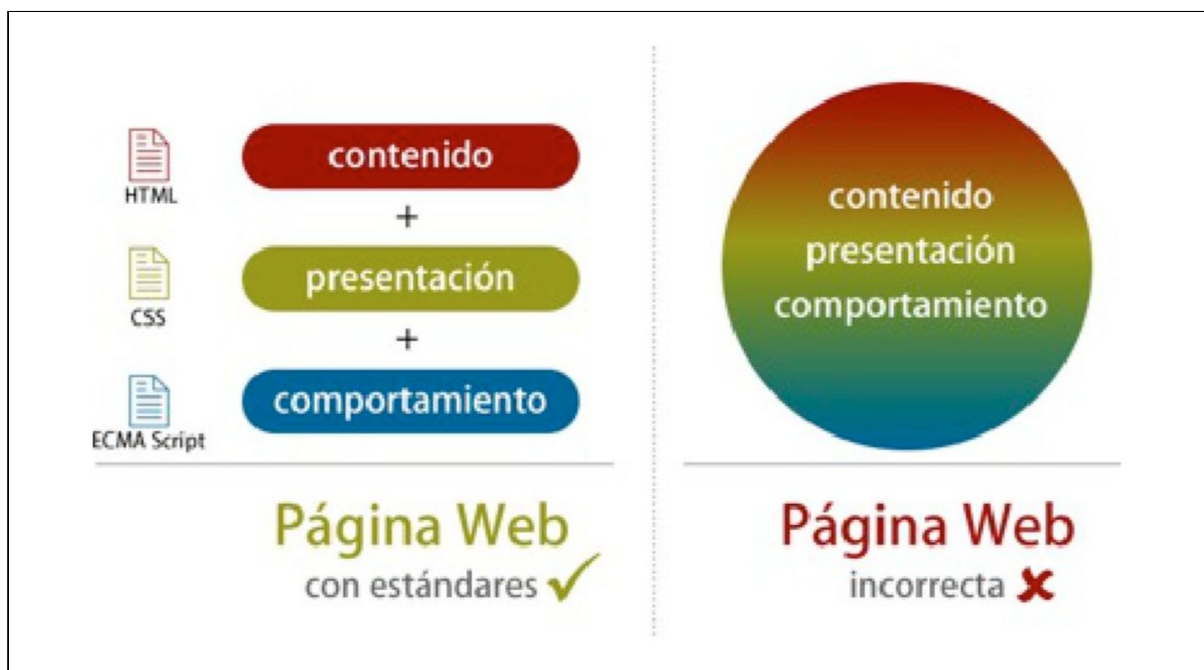 HTML
contenido
+
CSS
presentación
+
ECMA Script
comportamiento
Página Web
con estándares
contenido
presentación
comportamiento
Página Web
incorrecta